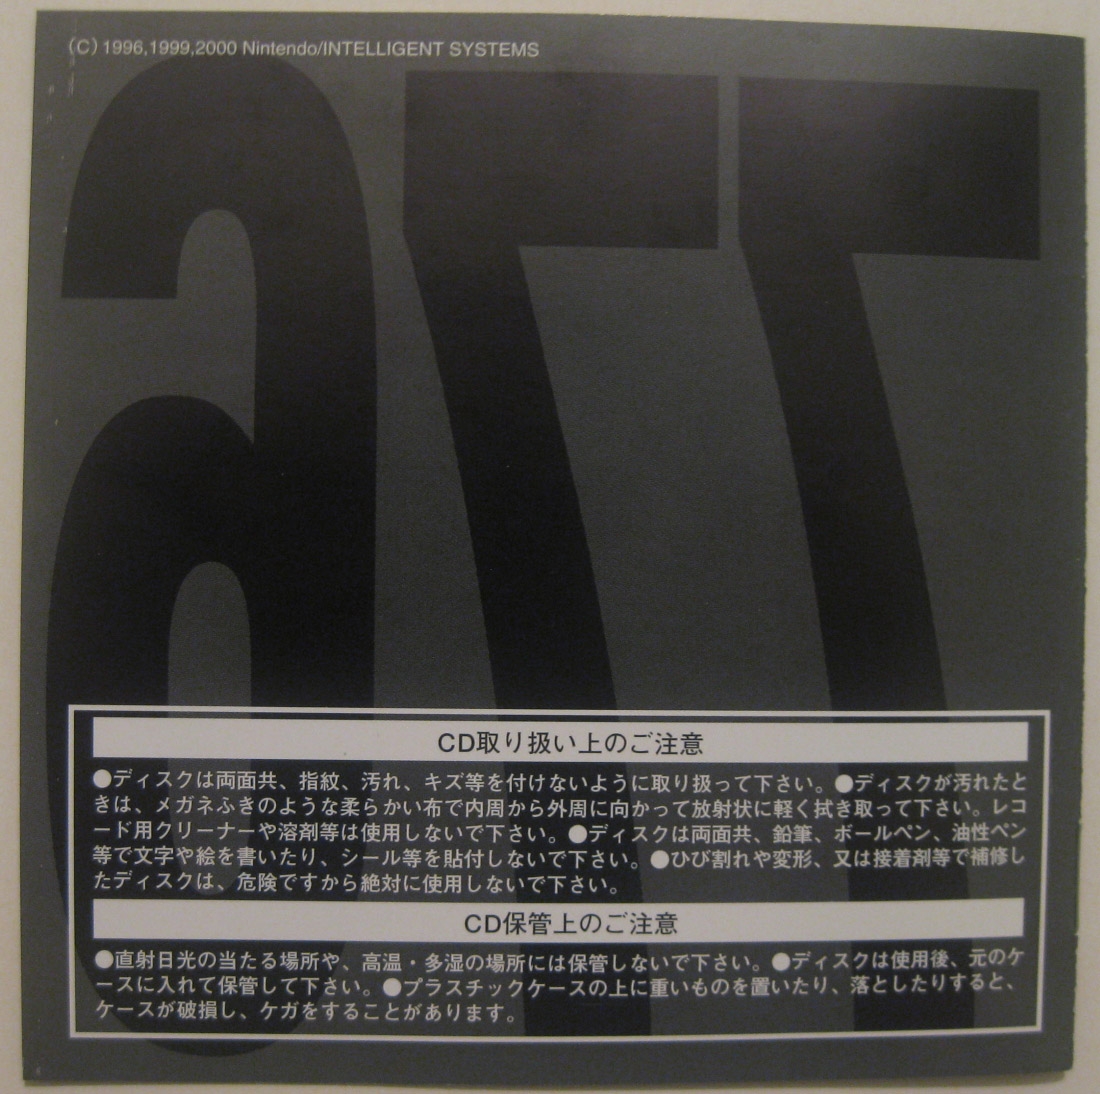 (C) 1996,1999,2000 Nintendo/INTELLIGENT SYSTEMS
CD取り扱い上のご注意
●ディスクは両面共、指紋、汚れ、キズ等を付けないように取り扱って下さい。●ディスクが汚れたと
きは、メガネふきのような柔らかい布で内周から外周に向かって放射状に軽く拭き取って下さい。レコ
ード用クリーナーや溶剤等は使用しないで下さい。●ディスクは両面共、鉛筆、ボールペン、油性ペン
等で文字や絵を書いたり、シール等を貼付しないで下さい。●ひび割れや変形、又は接着剤等で補修し
たディスクは、危険ですから絶対に使用しないで下さい。
CD保管上のご注意
●直射日光の当たる場所や、高温・多湿の場所には保管しないで下さい。●ディスクは使用後、元のケ
ースに入れて保管して下さい。●プラスチックケースの上に重いものを置いたり、落としたりすると、
ケースが破損し、ケガをすることがあります。